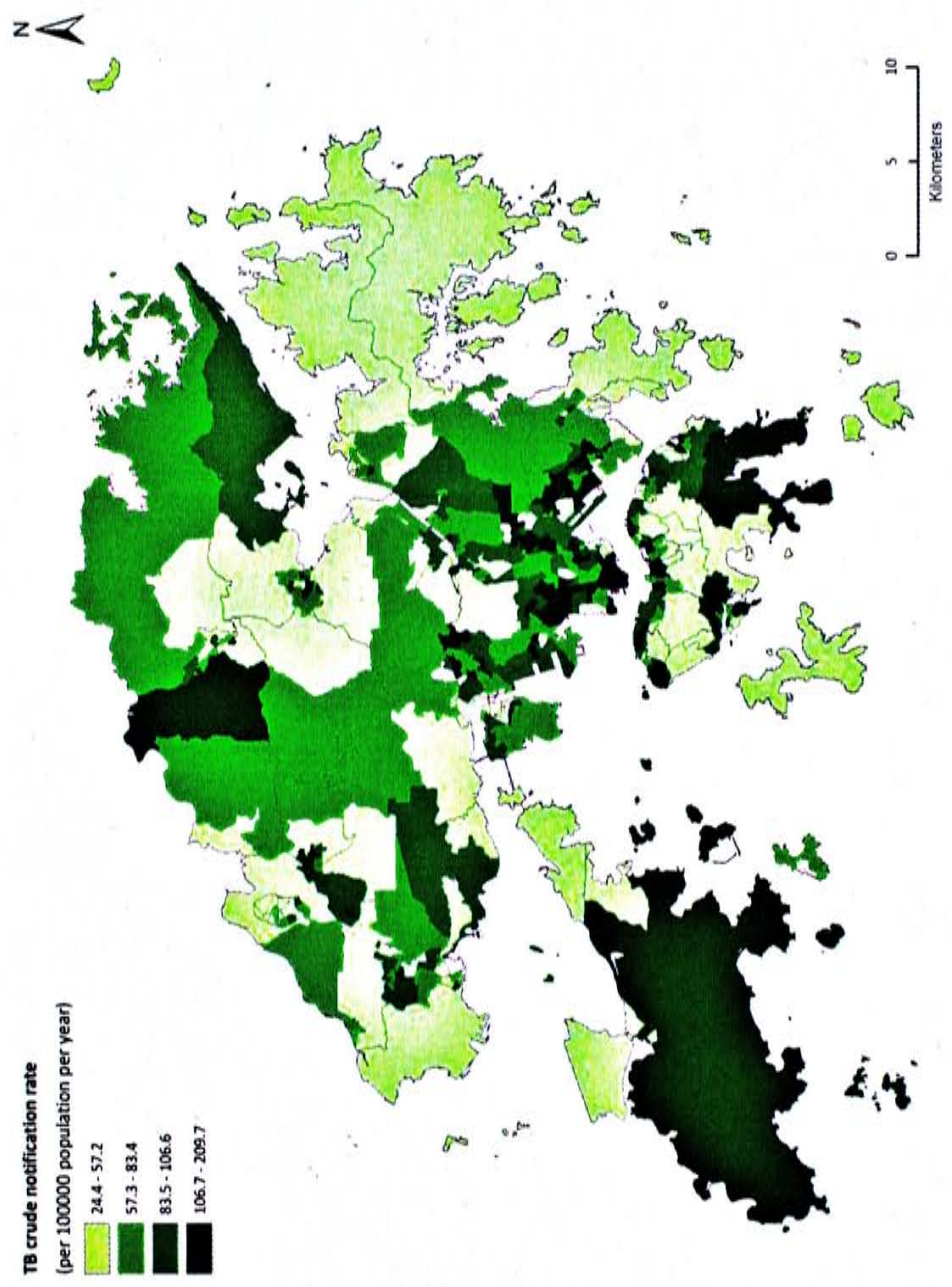 TB crude notification rate
(per 100000 population per year)
24.4 - 57.2
57.3 - 83.4
83.5 - 106.6
106.7 - 209.7
N
0 5 10
Kilometers